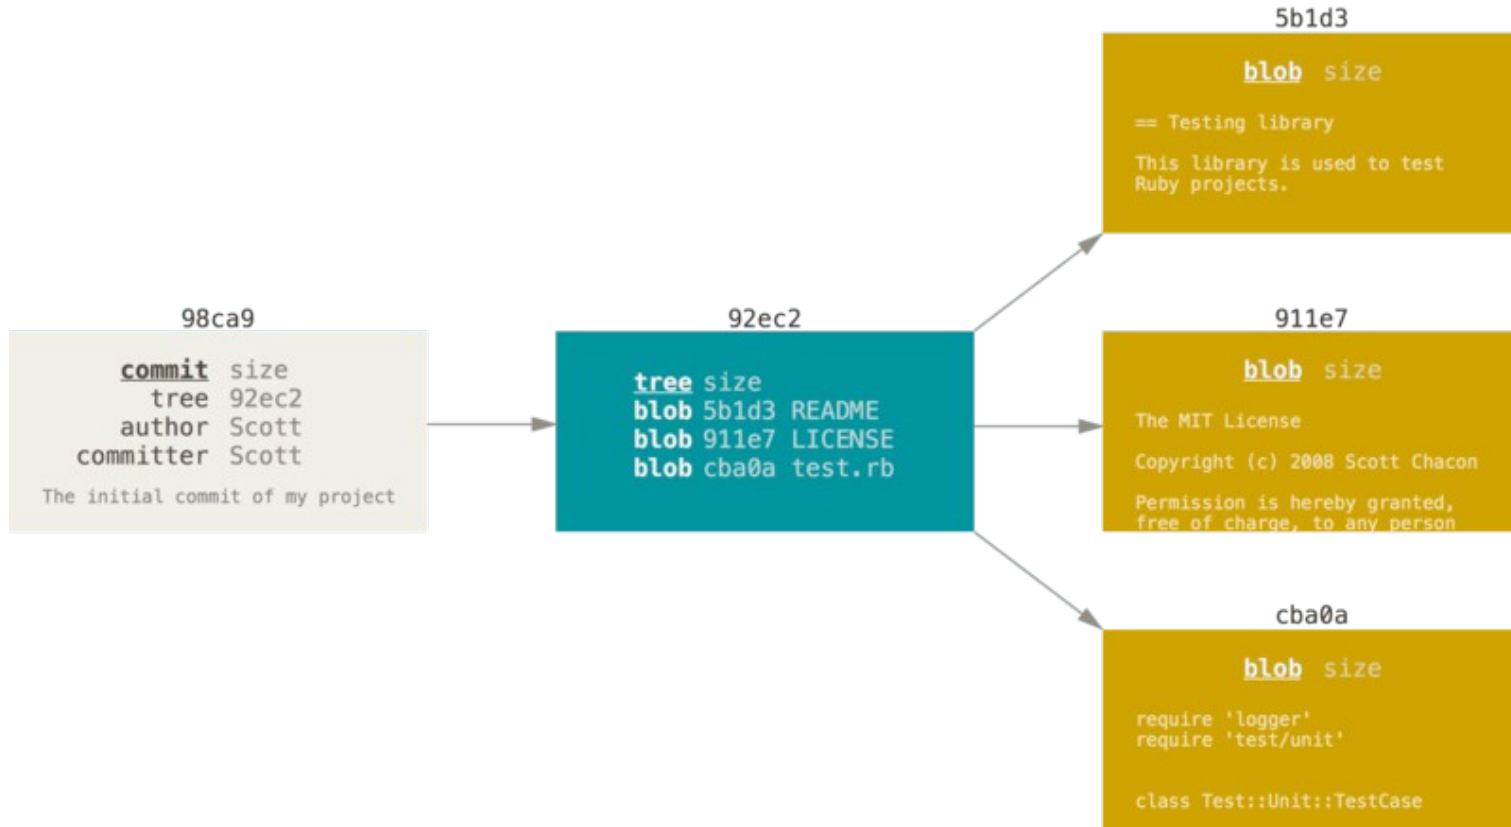 98ca9
commit size
tree 92ec2
author Scott
committer Scott
The initial commit of my project
92ec2
tree size
blob 5b1d3 README
blob 911e7 LICENSE
blob cba0a test.rb
5b1d3
blob size
== Testing library
This library is used to test
Ruby projects.
911e7
blob size
The MIT License
Copyright (c) 2008 Scott Chacon
Permission is hereby granted,
free of charge, to any person
cba0a
blob size
require 'logger'
require 'test/unit'
class Test::Unit::TestCase